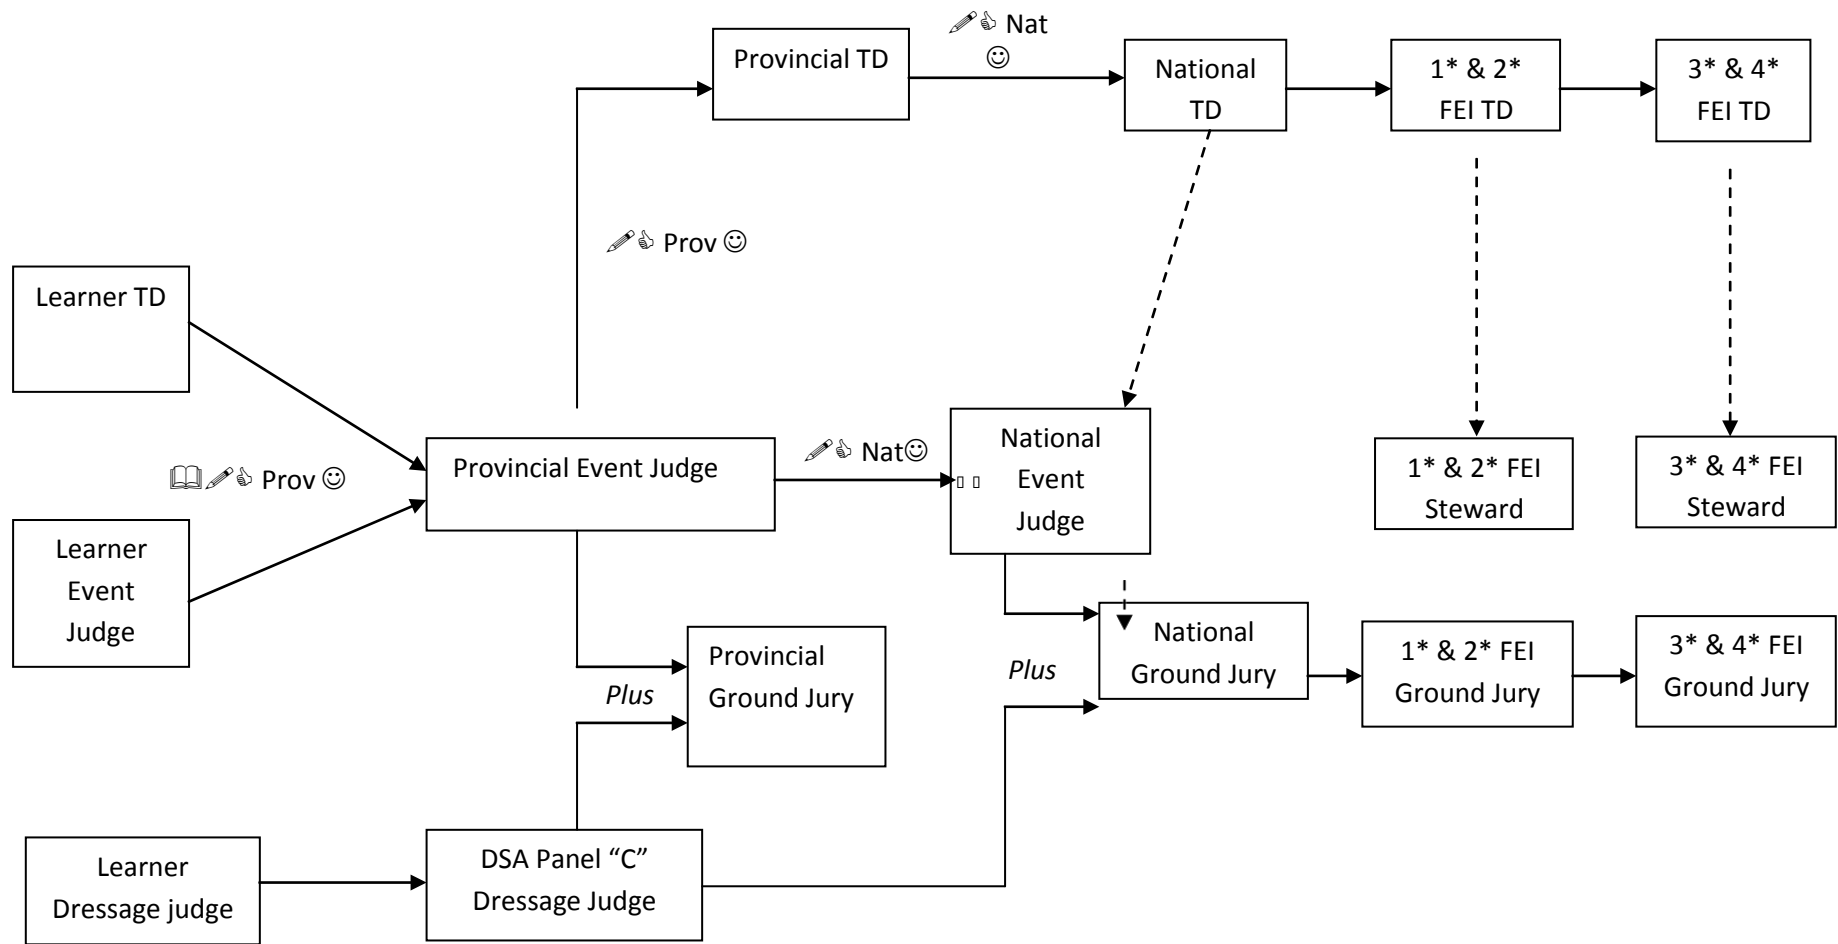 Provincial TD
✎👍 Nat
☺
National
TD
1* & 2*
FEI TD
3* & 4*
FEI TD
✎👍 Prov ☺
Learner TD
📖✎👍 Prov ☺
Learner
Event
Judge
Provincial Event Judge
✎👍 Nat☺
National
Event
Judge
1* & 2* FEI
Steward
3* & 4* FEI
Steward
Provincial
Ground Jury
Plus
Plus
National
Ground Jury
1* & 2* FEI
Ground Jury
3* & 4* FEI
Ground Jury
Learner
Dressage judge
DSA Panel “C”
Dressage Judge